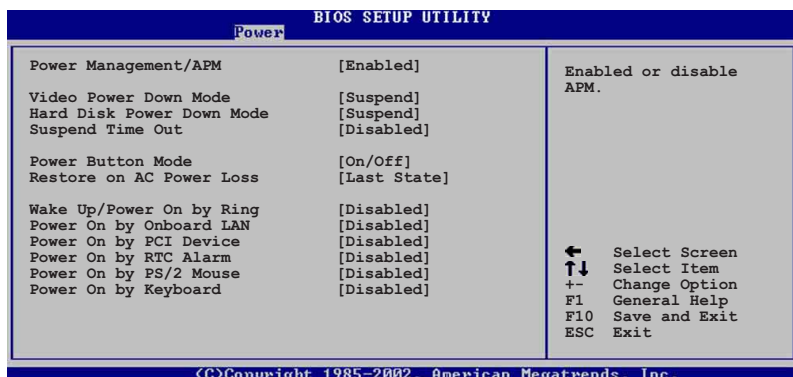 BIOS SETUP UTILITY
Power
Power Management/APM [Enabled]
Video Power Down Mode [Suspend]
Hard Disk Power Down Mode [Suspend]
Suspend Time Out [Disabled]
Power Button Mode [On/Off]
Restore on AC Power Loss [Last State]
Wake Up/Power On by Ring [Disabled]
Power On by Onboard LAN [Disabled]
Power On by PCI Device [Disabled]
Power On by RTC Alarm [Disabled]
Power On by PS/2 Mouse [Disabled]
Power On by Keyboard [Disabled]
Enabled or disable
APM.
← Select Screen
↑↓ Select Item
+- Change Option
F1 General Help
F10 Save and Exit
ESC Exit
(C)Copyright 1985-2002, American Megatrends, Inc.